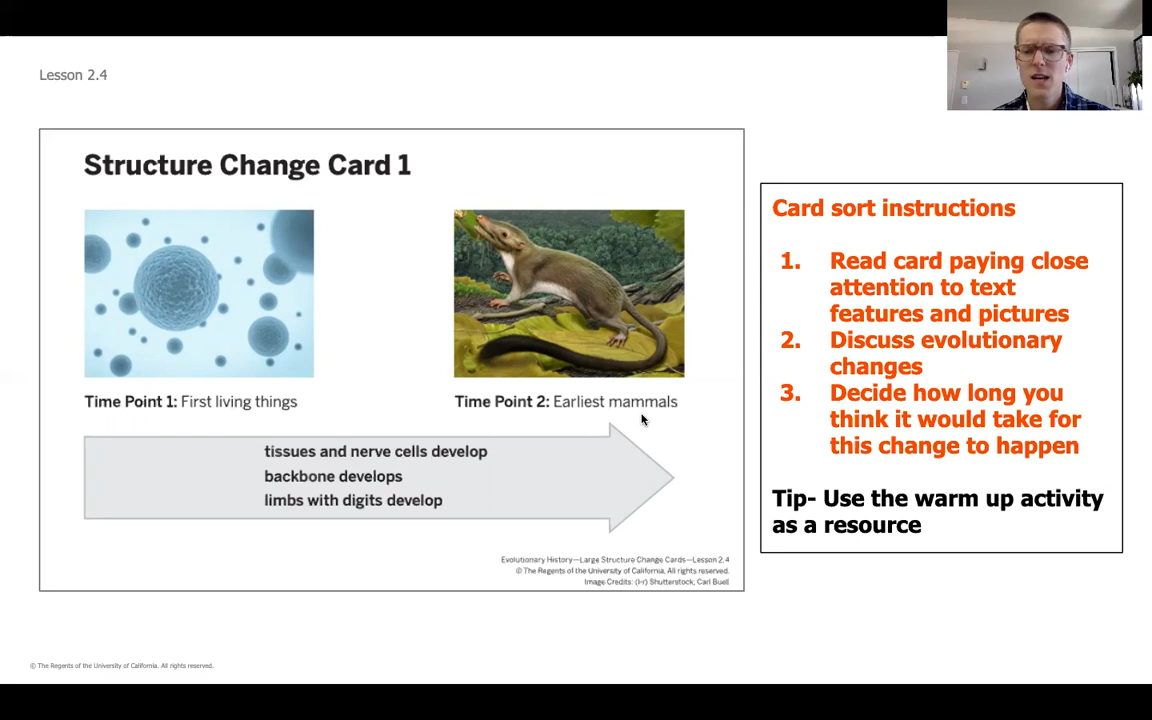 Lesson 2.4
Structure Change Card 1
Time Point 1: First living things
Time Point 2: Earliest mammals
tissues and nerve cells develop
backbone develops
limbs with digits develop
Evolutionary History—Large Structure Change Cards—Lesson 2.4
© The Regents of the University of California. All rights reserved.
Image Credits: (l-r) Shutterstock, Carl Buell
Card sort instructions
1. Read card paying close
attention to text
features and pictures
2. Discuss evolutionary
changes
3. Decide how long you
think it would take for
this change to happen
Tip- Use the warm up activity
as a resource
© The Regents of the University of California. All rights reserved.